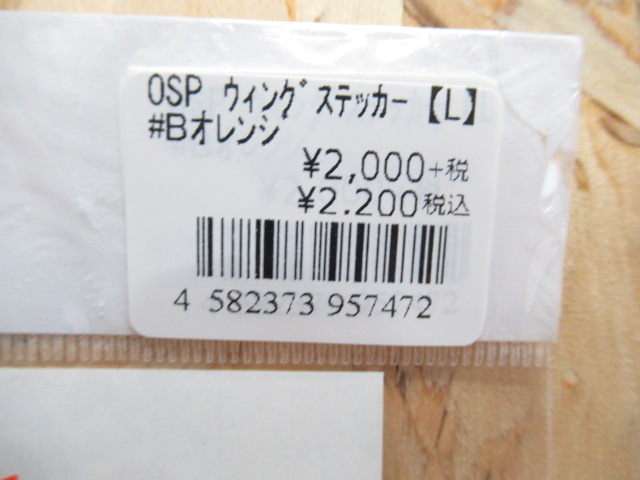 OSP ｳィﾝｸﾞステッカー【L】
#Bオレンジ
¥2,000+税
¥2.200税込
4 582373 957472